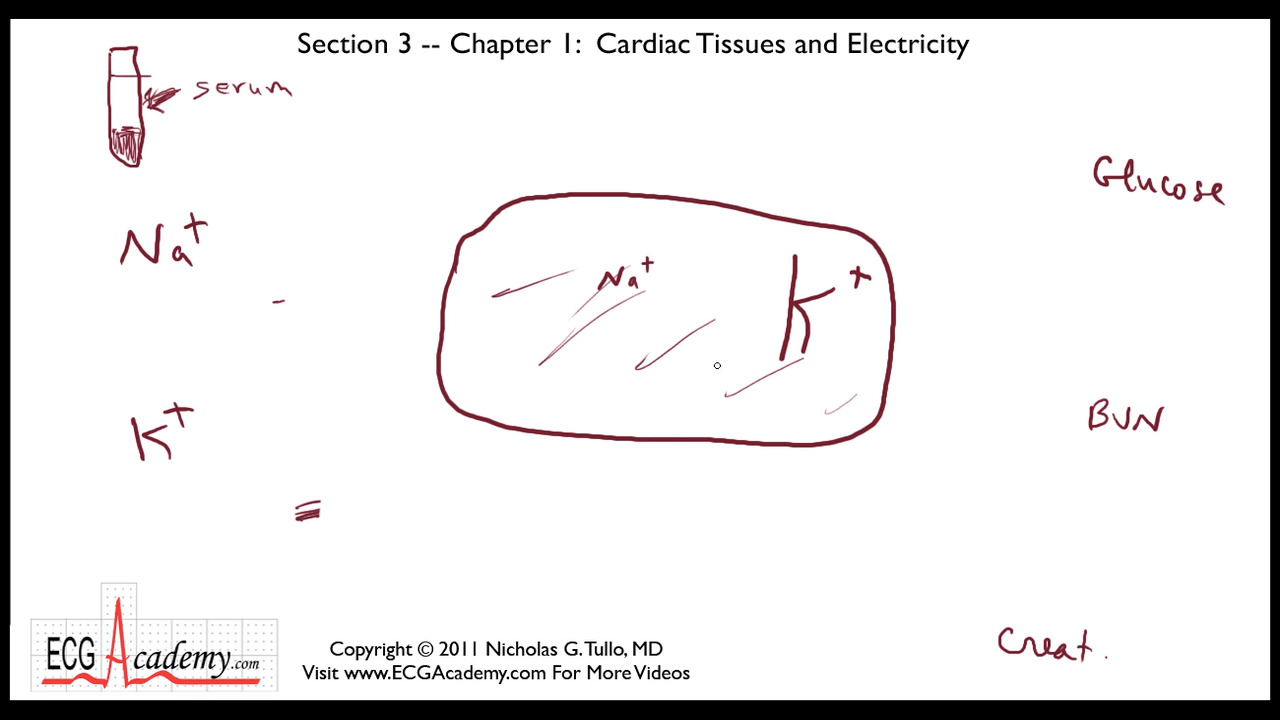 Section 3 -- Chapter 1: Cardiac Tissues and Electricity
serum
Glucose
Na+
Na+
K+
K+
BUN
Creat.
ECG Academy.com
Copyright © 2011 Nicholas G. Tullo, MD
Visit www.ECGAcademy.com For More Videos